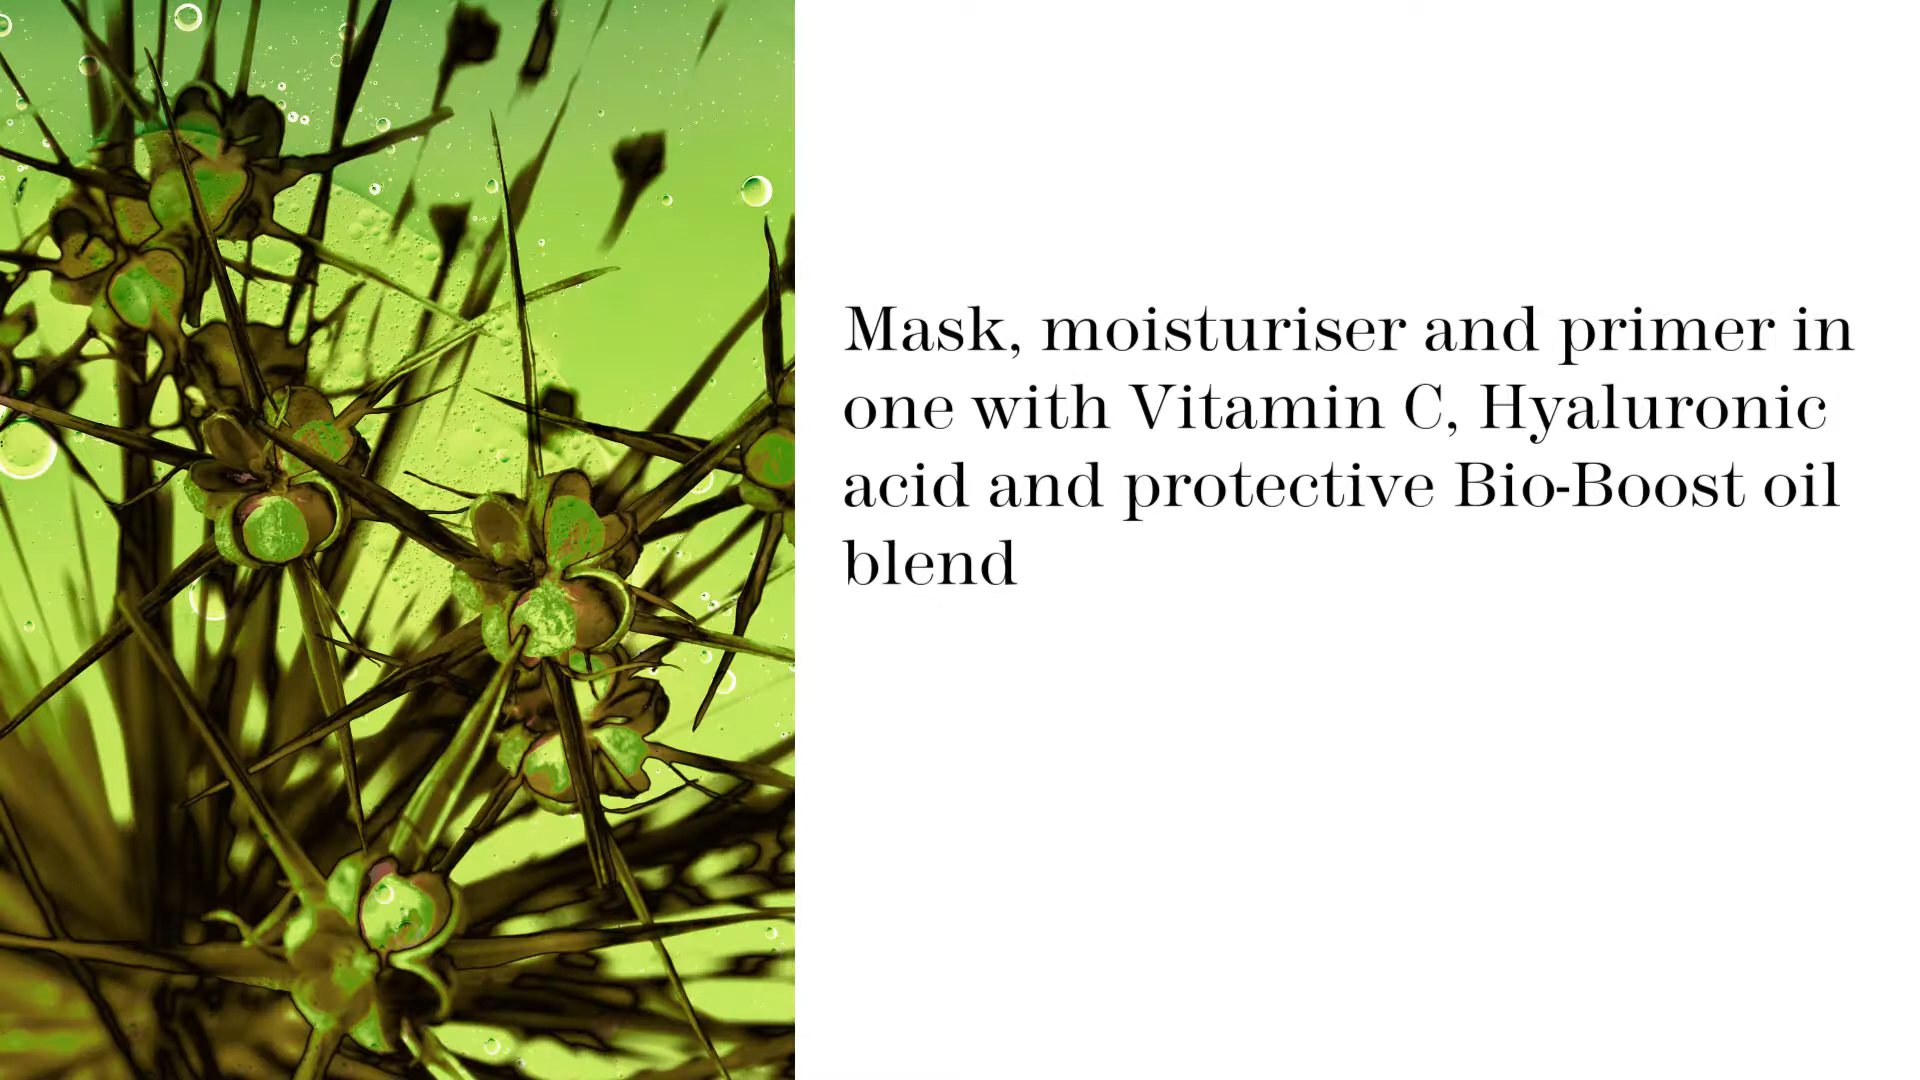 Mask, moisturiser and primer in
one with Vitamin C, Hyaluronic
acid and protective Bio-Boost oil
blend